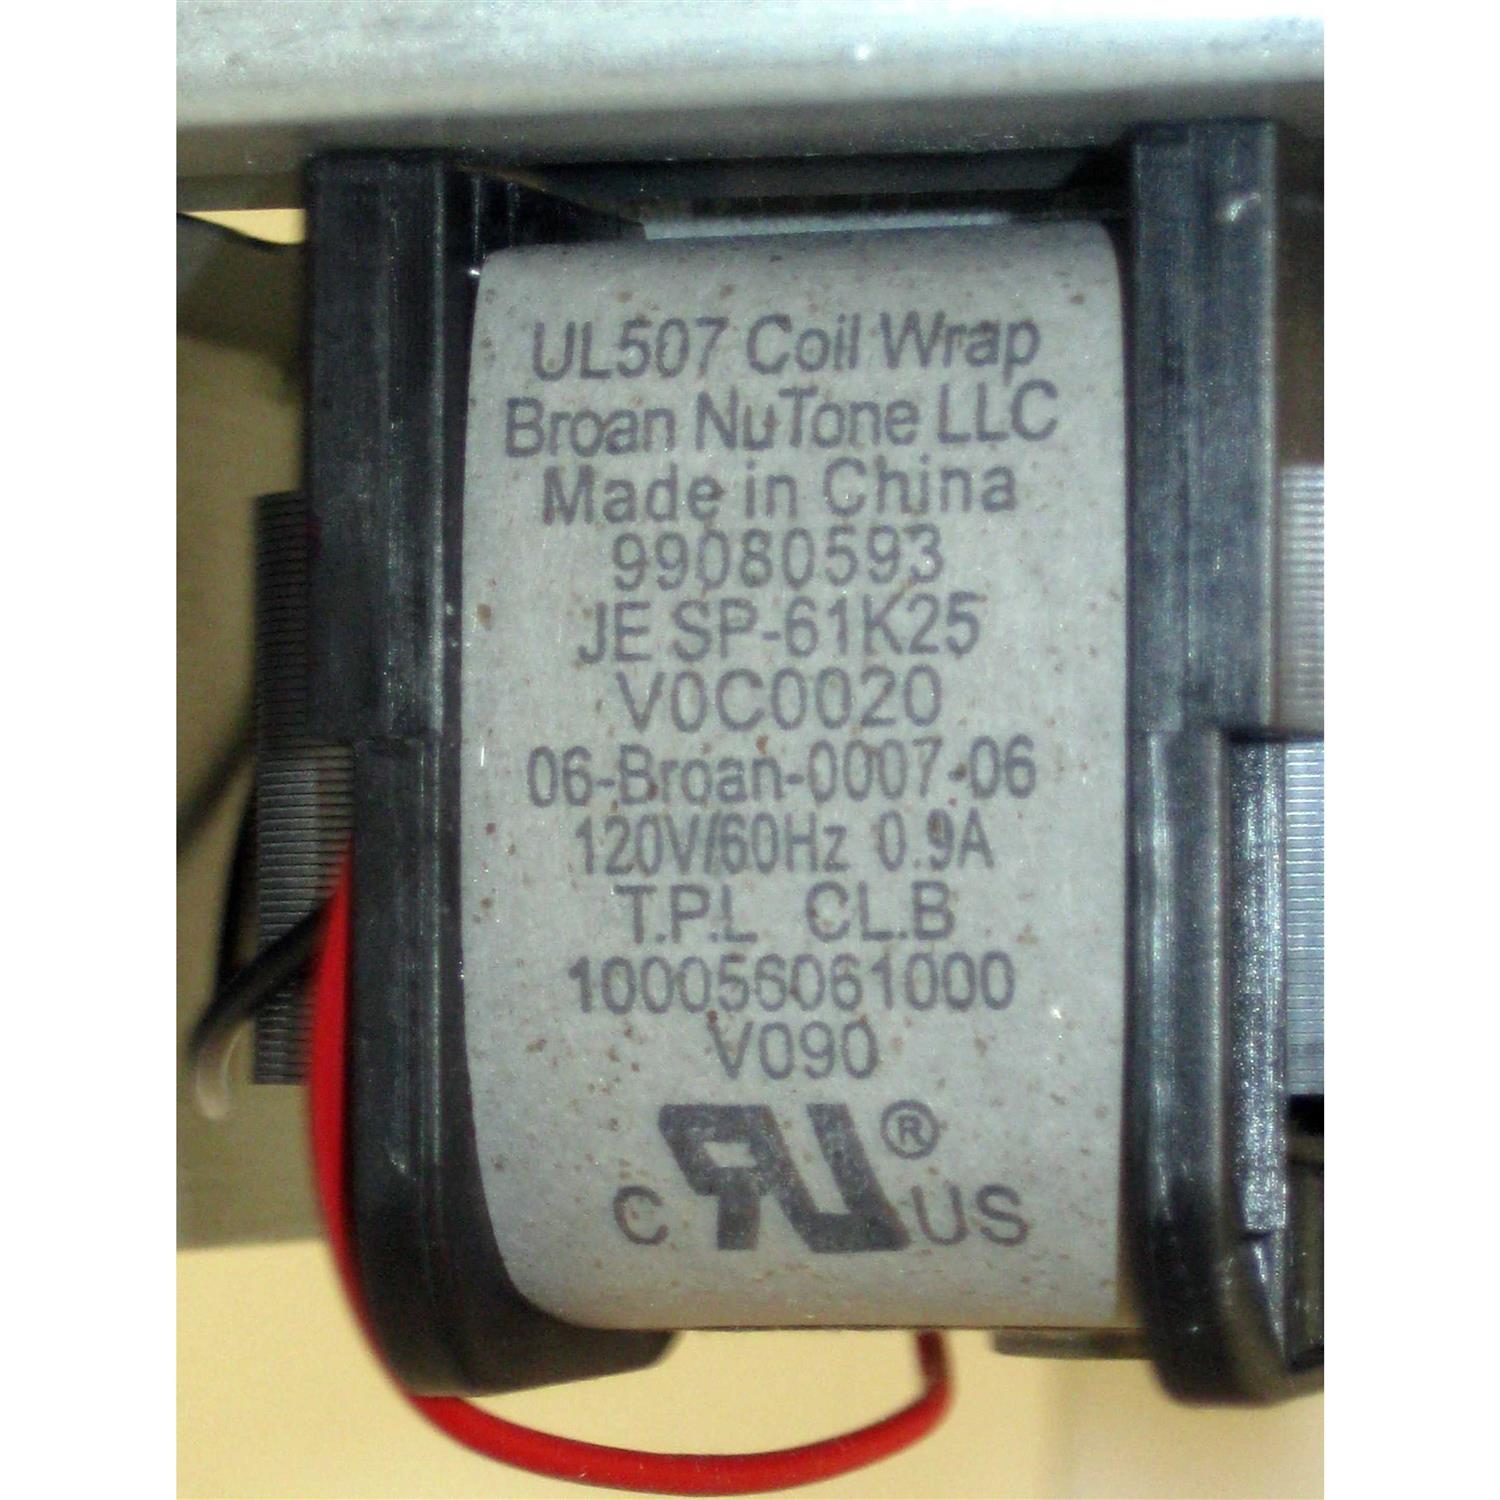 UL507 Coil Wrap
Broan NuTone LLC
Made in China
99080593
JE SP-61K25
V0C0020
06-Broan-0007-06
120V/60Hz 0.9A
T.P.L CL.B
100056061000
V090
C RU ® US